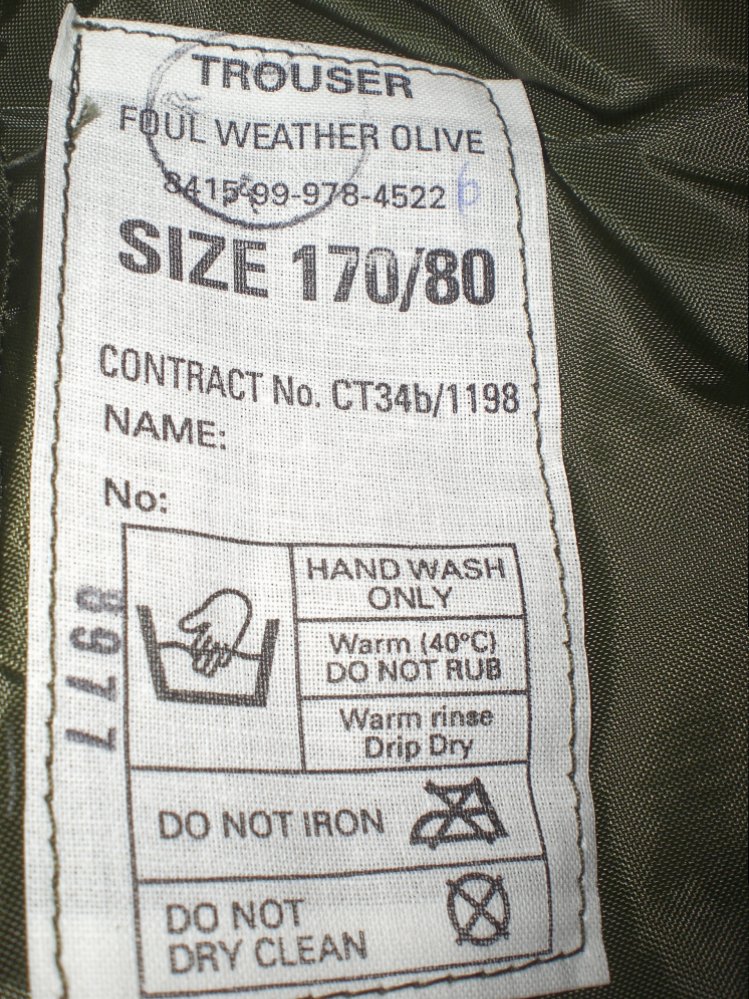 TROUSER
FOUL WEATHER OLIVE
8415-99-978-4522
SIZE 170/80
CONTRACT No. CT34b/1198
NAME:
No:
HAND WASH
ONLY
Warm (40°C)
DO NOT RUB
Warm rinse
Drip Dry
DO NOT IRON
DO NOT
DRY CLEAN
8977